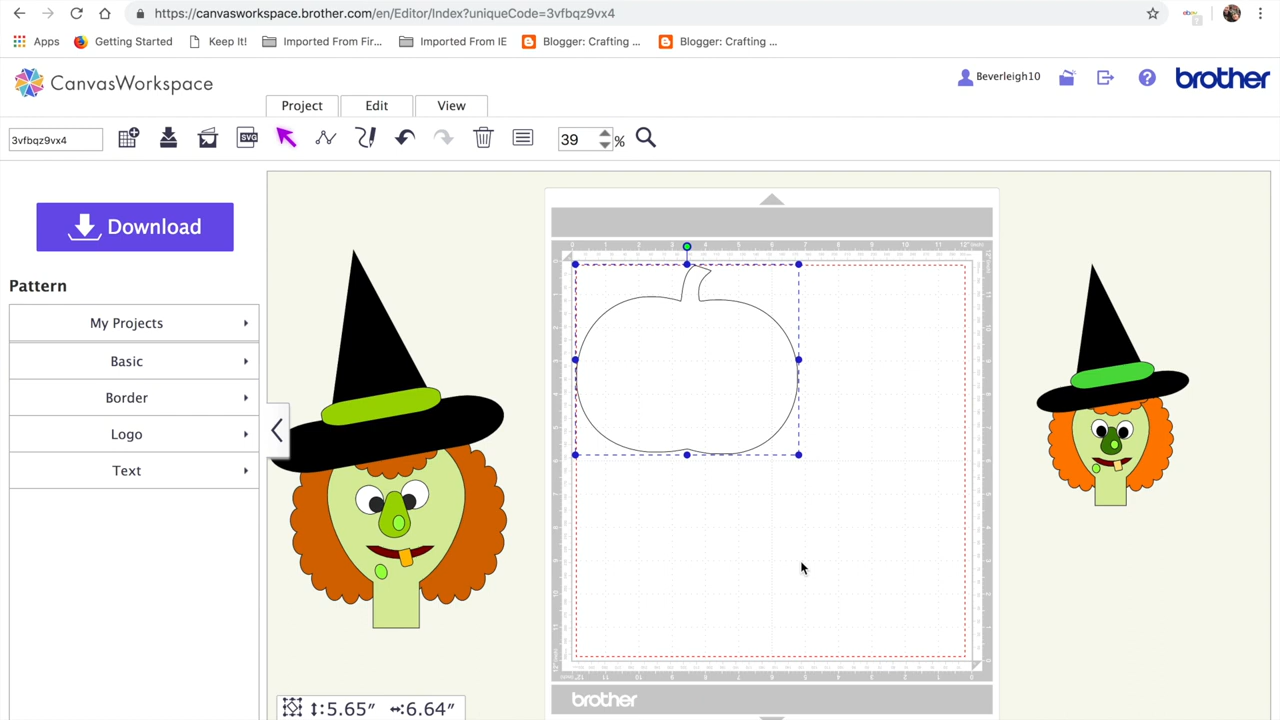 https://canvasworkspace.brother.com/en/Editor/Index?uniqueCode=3vfbqz9vx4
Apps Getting Started Keep It! Imported From Fir... Imported From IE Blogger: Crafting ... Blogger: Crafting ...
CanvasWorkspace
Beverleigh10
brother
Project Edit View
3vfbqz9vx4
SVG
39 %
Download
Pattern
My Projects
Basic
Border
Logo
Text
brother
5.65" 6.64"